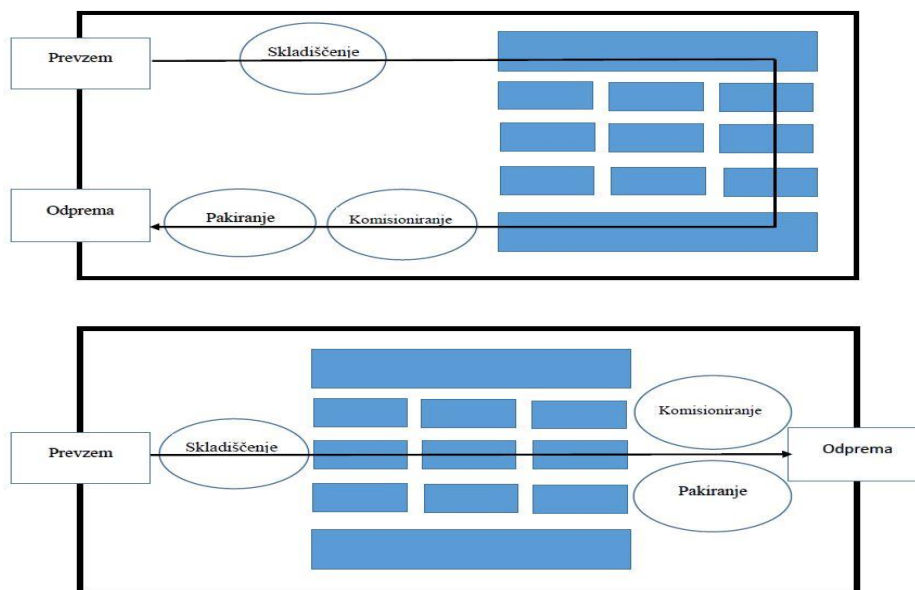 Prevzem
Skladiščenje
Odprema
Pakiranje
Komisioniranje
Prevzem
Skladiščenje
Komisioniranje
Odprema
Pakiranje